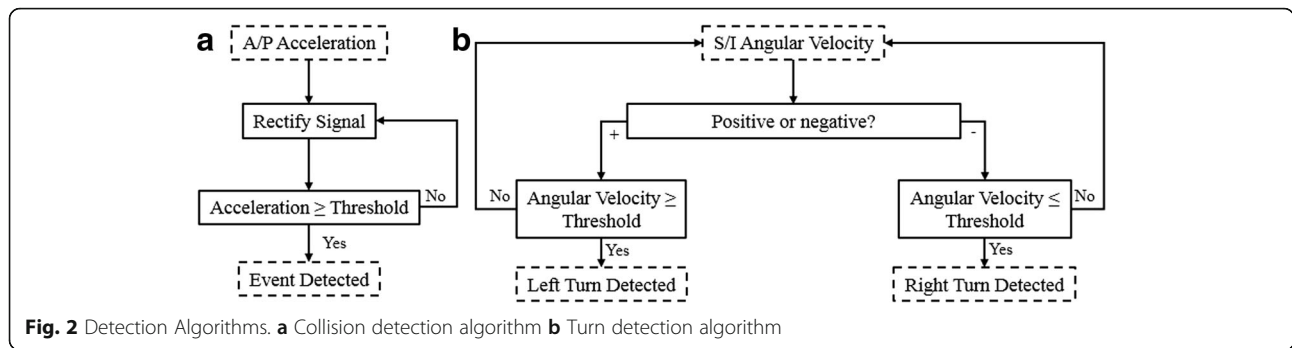 a
A/P Acceleration
Rectify Signal
No
Acceleration ≥ Threshold
Yes
Event Detected
b
S/I Angular Velocity
Positive or negative?
+
-
No
Angular Velocity ≥
Threshold
Yes
Left Turn Detected
Angular Velocity ≤
Threshold
No
Yes
Right Turn Detected
Fig. 2 Detection Algorithms. a Collision detection algorithm b Turn detection algorithm